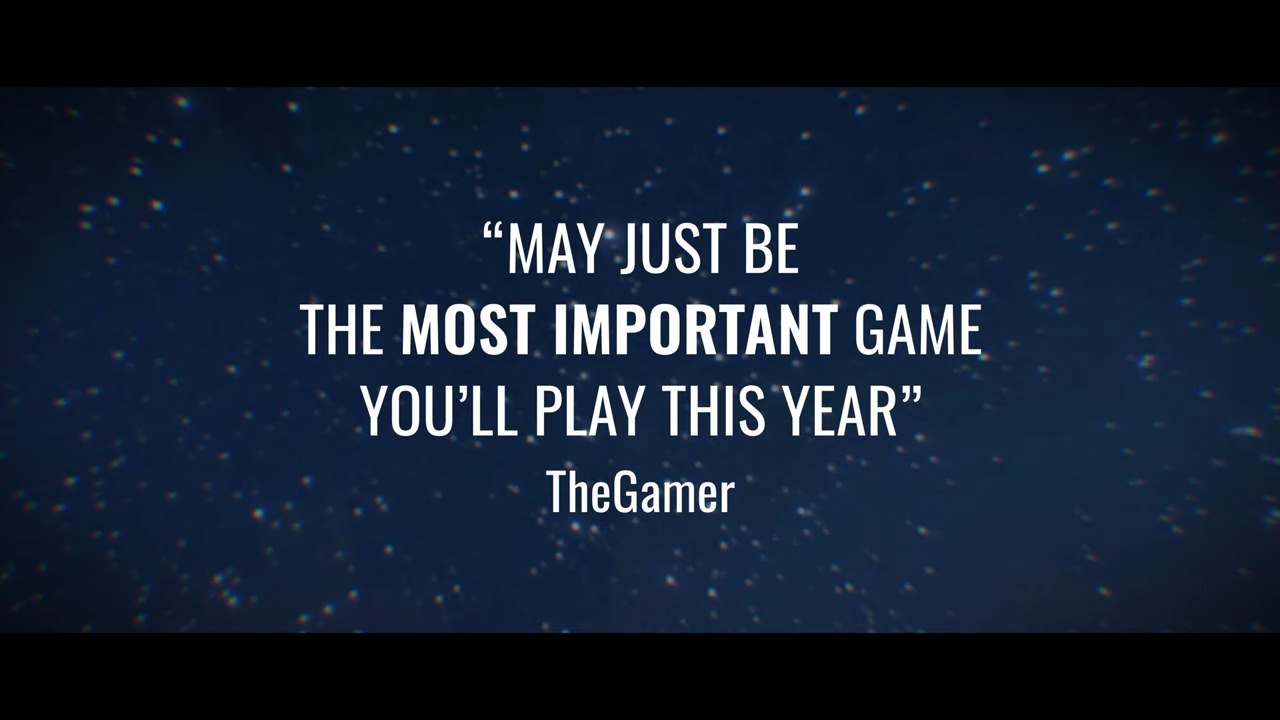 “MAY JUST BE
THE MOST IMPORTANT GAME
YOU’LL PLAY THIS YEAR”
TheGamer